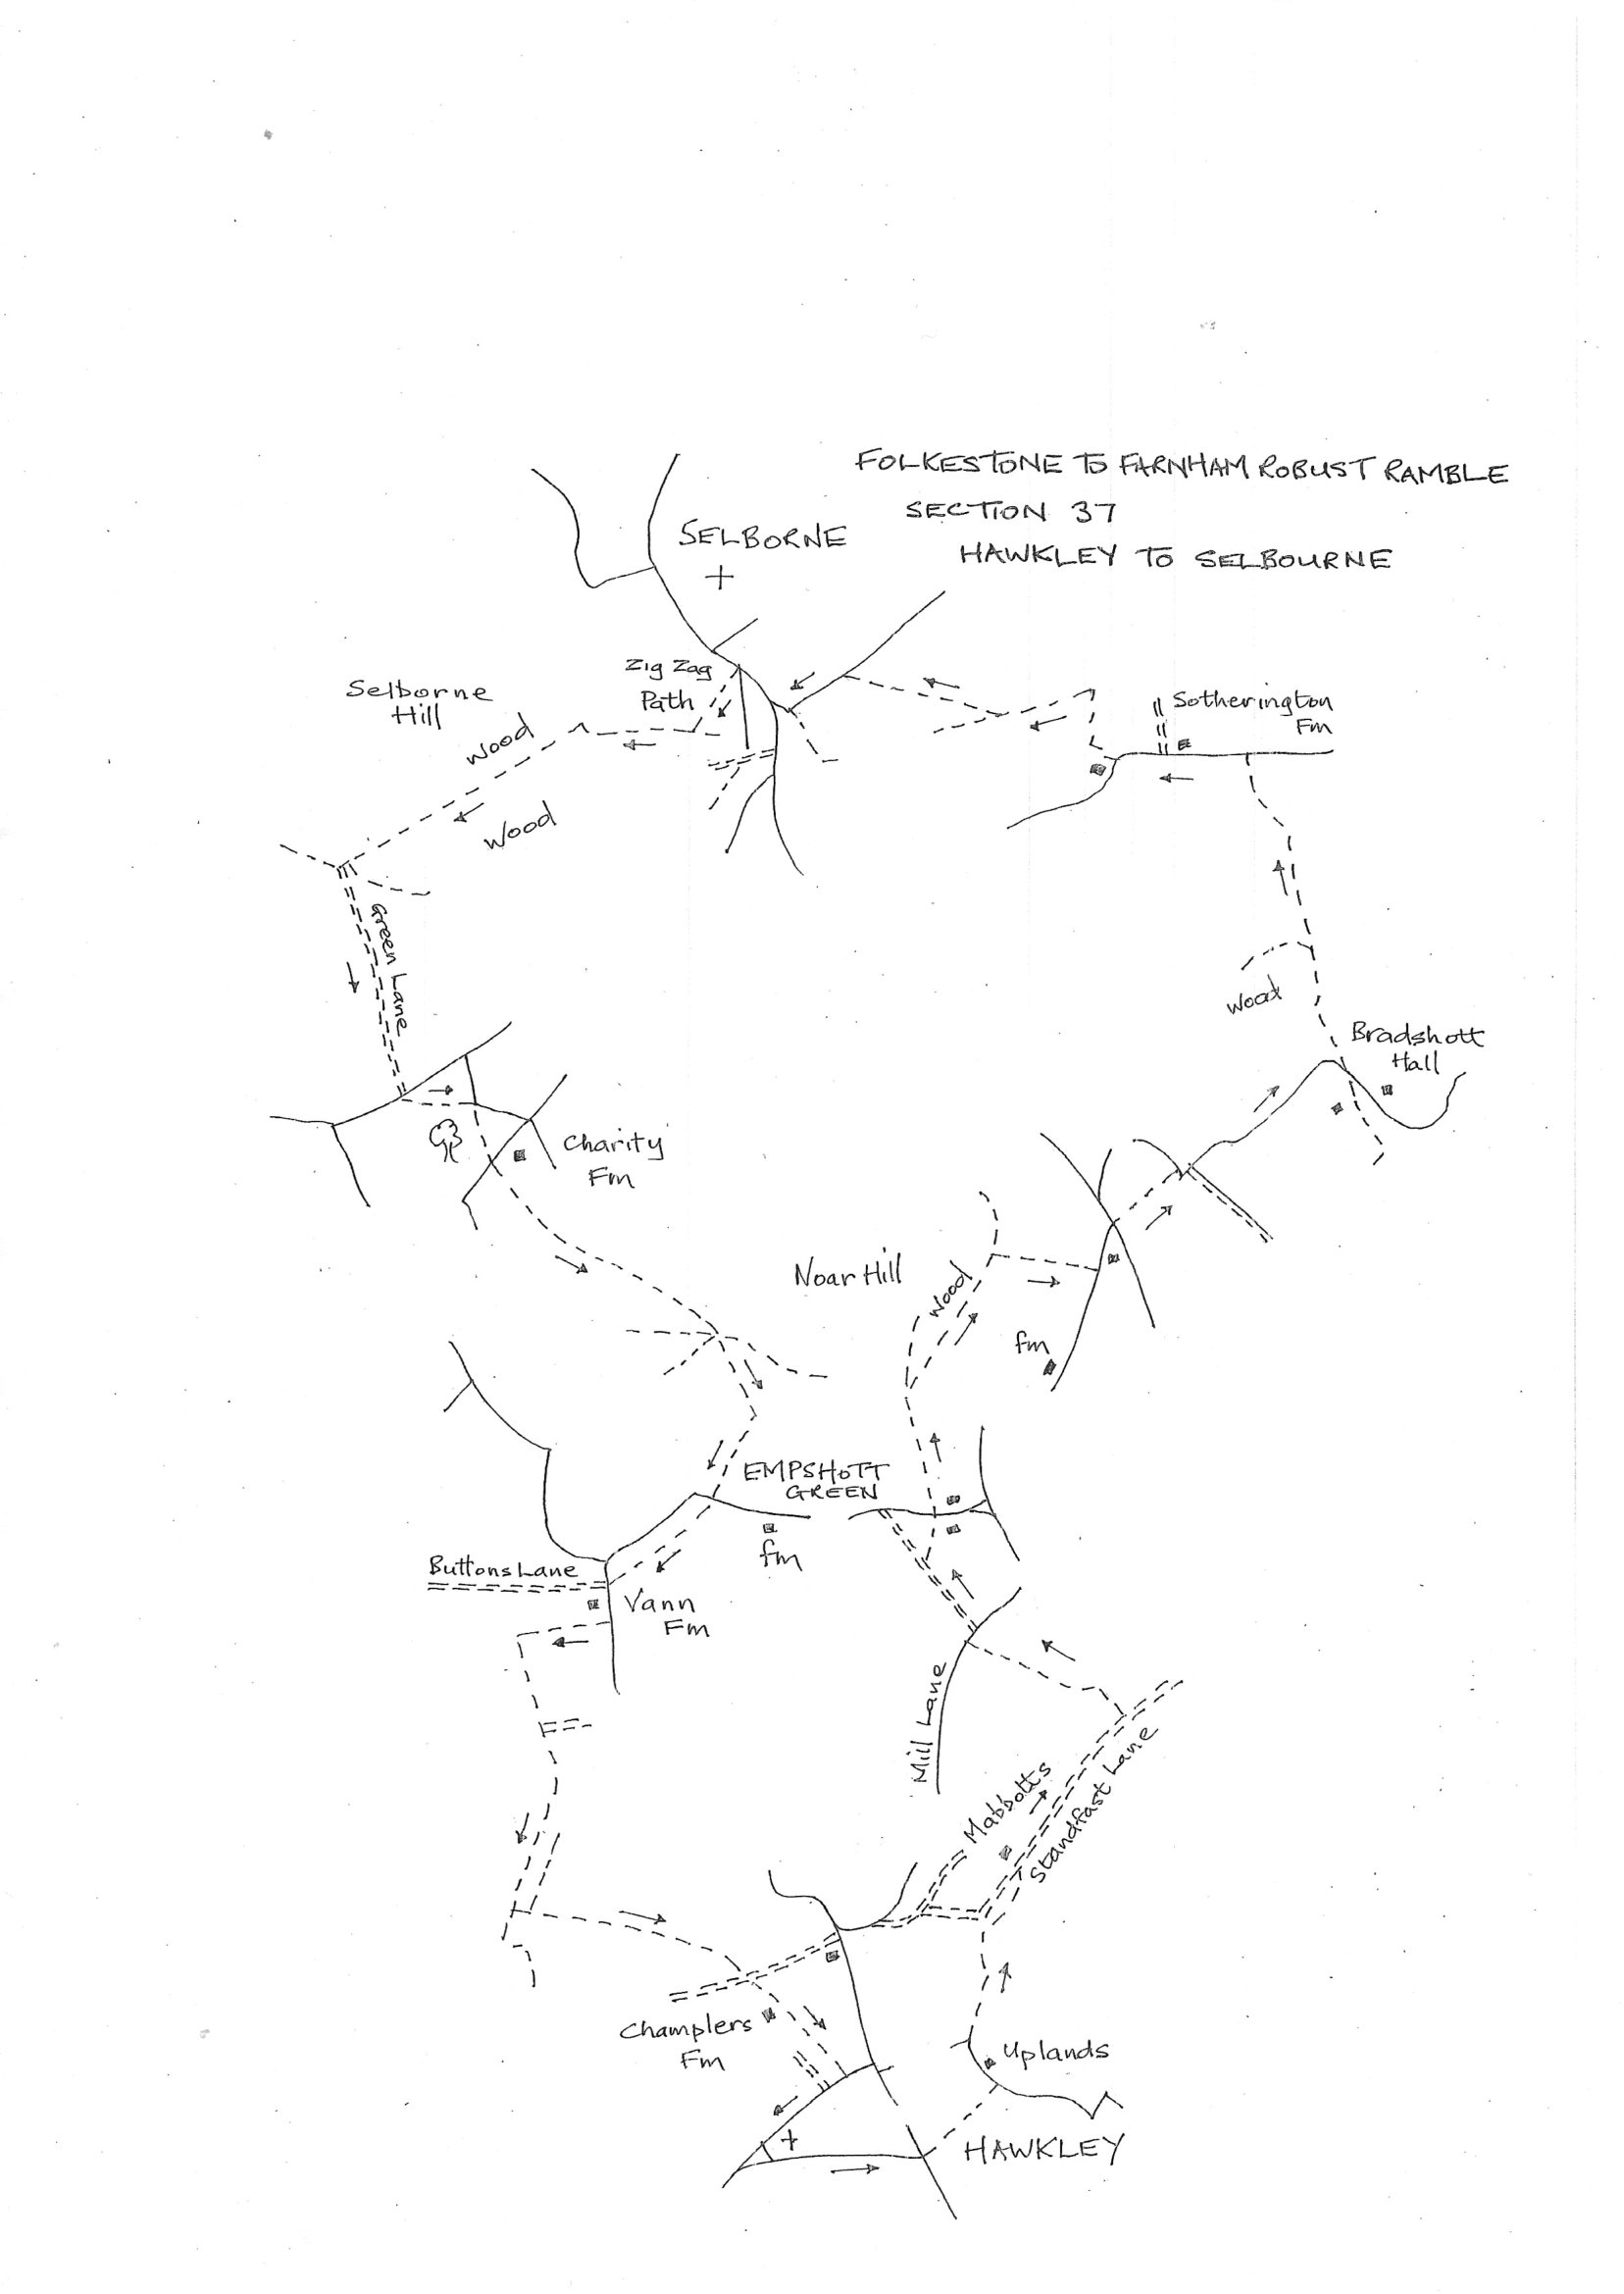 FOLKESTONE TO FARNHAM ROBUST RAMBLE
SECTION 37
HAWKLEY TO SELBOURNE
SELBORNE
Zig Zag
Path
Selborne
Hill
Wood
Wood
Sotherington
Fm
Green Lane
Wood
Bradshott
Hall
Charity
Fm
Noar Hill
Wood
fm
EMPSHOTT
GREEN
fm
Buttons Lane
Vann
Fm
Mill Lane
Mabbotts
Standfast Lane
Champlers
Fm
Uplands
HAWKLEY